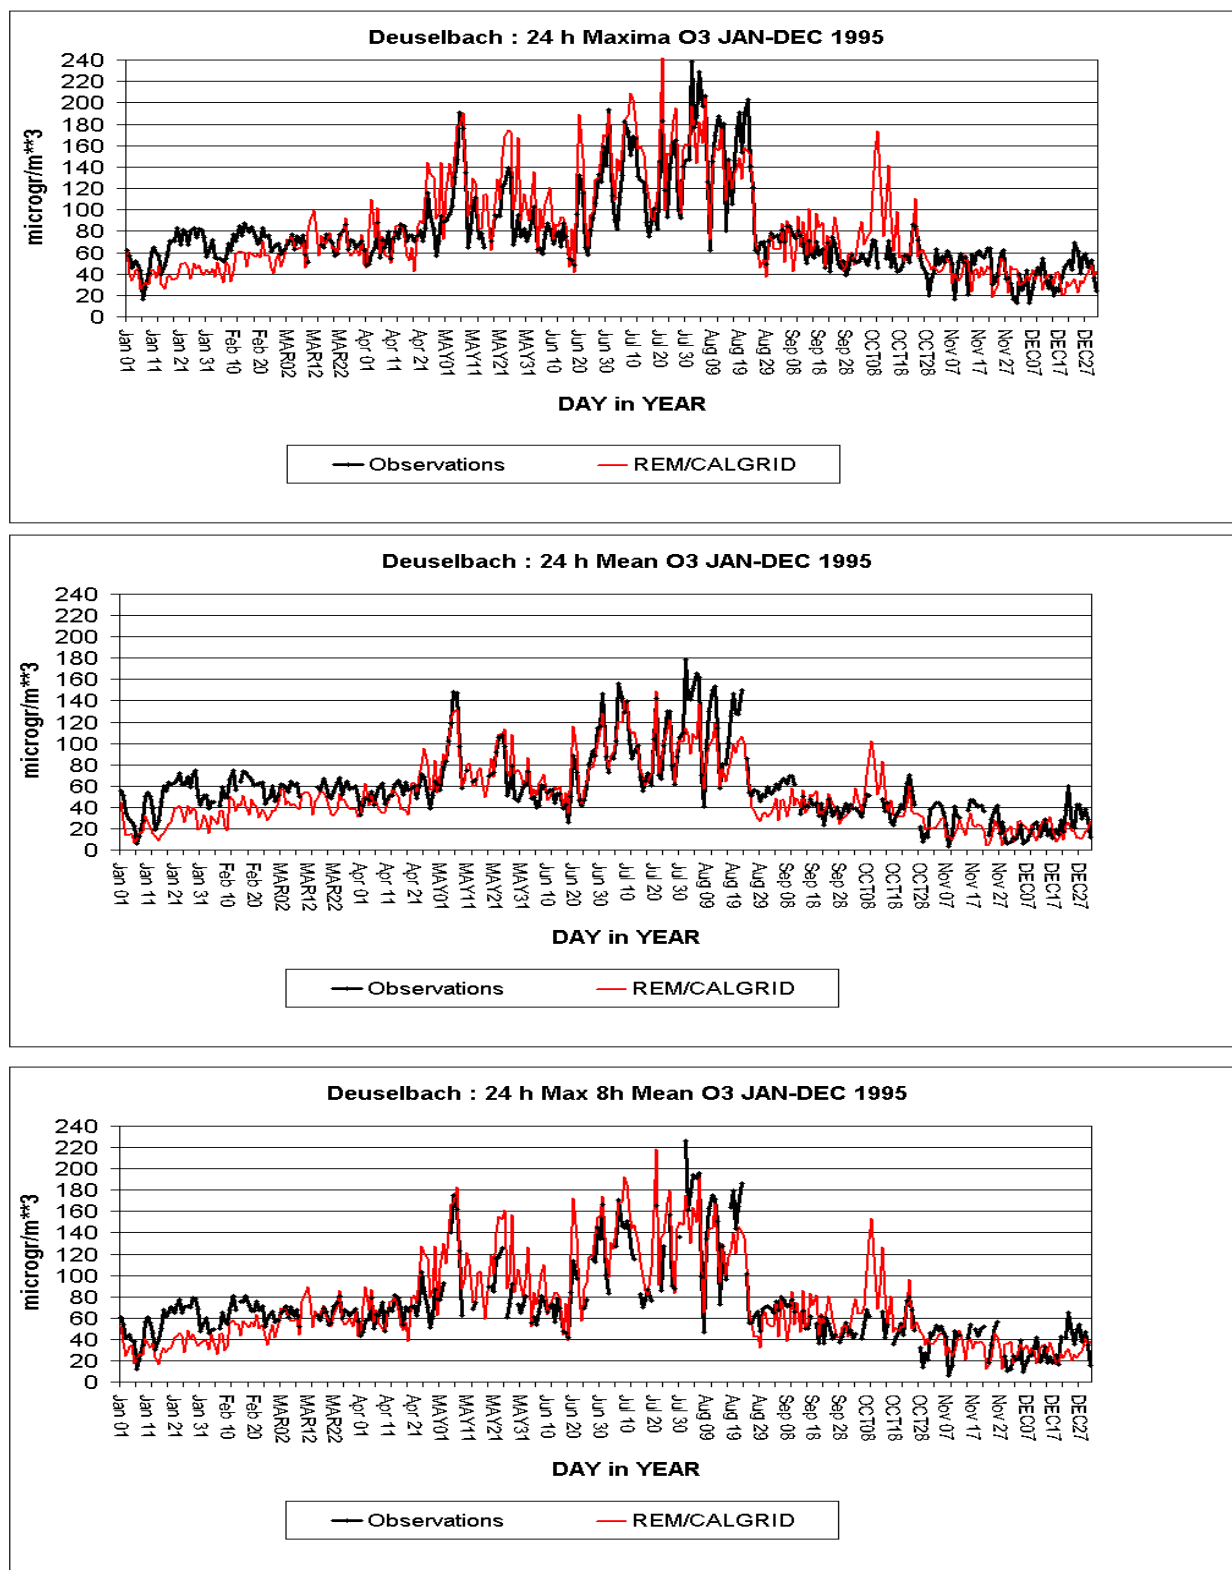 Deuselbach : 24 h Maxima O3 JAN-DEC 1995
microgr/m**3
240
220
200
180
160
140
120
100
80
60
40
20
0
Jan 01
Jan 11
Jan 21
Jan 31
Feb 10
Feb 20
MAR02
MAR12
MAR22
Apr 01
Apr 11
Apr 21
MAY01
MAY11
MAY21
MAY31
Jun 10
Jun 20
Jun 30
Jul 10
Jul 20
Jul 30
Aug 09
Aug 19
Aug 29
Sep 08
Sep 18
Sep 28
OCT08
OCT18
OCT28
Nov 07
Nov 17
Nov 27
DEC07
DEC17
DEC27
DAY in YEAR
Observations REM/CALGRID
Deuselbach : 24 h Mean O3 JAN-DEC 1995
microgr/m**3
240
220
200
180
160
140
120
100
80
60
40
20
0
Jan 01
Jan 11
Jan 21
Jan 31
Feb 10
Feb 20
MAR02
MAR12
MAR22
Apr 01
Apr 11
Apr 21
MAY01
MAY11
MAY21
MAY31
Jun 10
Jun 20
Jun 30
Jul 10
Jul 20
Jul 30
Aug 09
Aug 19
Aug 29
Sep 08
Sep 18
Sep 28
OCT08
OCT18
OCT28
Nov 07
Nov 17
Nov 27
DEC07
DEC17
DEC27
DAY in YEAR
Observations REM/CALGRID
Deuselbach : 24 h Max 8h Mean O3 JAN-DEC 1995
microgr/m**3
240
220
200
180
160
140
120
100
80
60
40
20
0
Jan 01
Jan 11
Jan 21
Jan 31
Feb 10
Feb 20
MAR02
MAR12
MAR22
Apr 01
Apr 11
Apr 21
MAY01
MAY11
MAY21
MAY31
Jun 10
Jun 20
Jun 30
Jul 10
Jul 20
Jul 30
Aug 09
Aug 19
Aug 29
Sep 08
Sep 18
Sep 28
OCT08
OCT18
OCT28
Nov 07
Nov 17
Nov 27
DEC07
DEC17
DEC27
DAY in YEAR
Observations REM/CALGRID